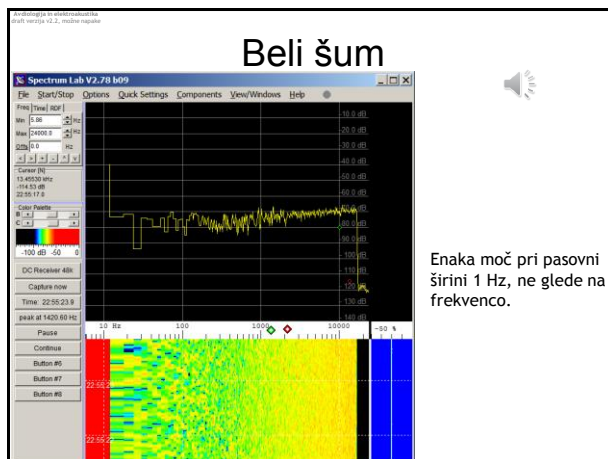 Avdiologija in elektroakustika
draft verzija v2.2, možne napake
Beli šum
Spectrum Lab V2.78 b09
File Start/Stop Options Quick Settings Components View/Windows Help
Freq Time RDF
Min 5.86 Hz
Max 24000.0 Hz
Offs 0.0 Hz
< > + - ^ v
Cursor [N]
13.45530 kHz
-114.53 dB
22:55:17.0
Color Palette
B
C
-100 dB -50 0
DC Receiver 48k
Capture now
Time: 22:55:23.9
peak at 1420.60 Hz
Pause
Continue
Button #6
Button #7
Button #8
-10.0 dB
-20.0 dB
-30.0 dB
-40.0 dB
-50.0 dB
-60.0 dB
-70.0 dB
-80.0 dB
-90.0 dB
-100 dB
-110 dB
-120 dB
-130 dB
-140 dB
10 Hz 100 1000 10000 -50 %
Enaka moč pri pasovni
širini 1 Hz, ne glede na
frekvenco.